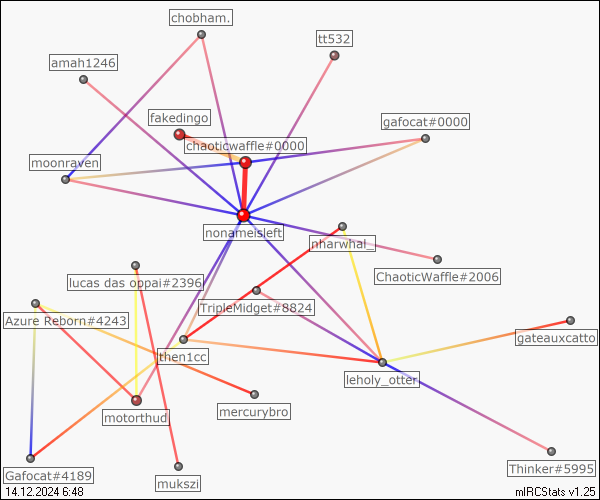 chobham.
tt532
amah1246
fakedingo
gafocat#0000
chaoticwaffle#0000
moonraven
nonameisleft
nharwhal_
ChaoticWaffle#2006
lucas das oppai#2396
TripleMidget#8824
Azure Reborn#4243
gateauxcatto
then1cc
leholy_otter
mercurybro
motorthud
Gafocat#4189
Thinker#5995
mukszi
14.12.2024 6:48
mIRCStats v1.25